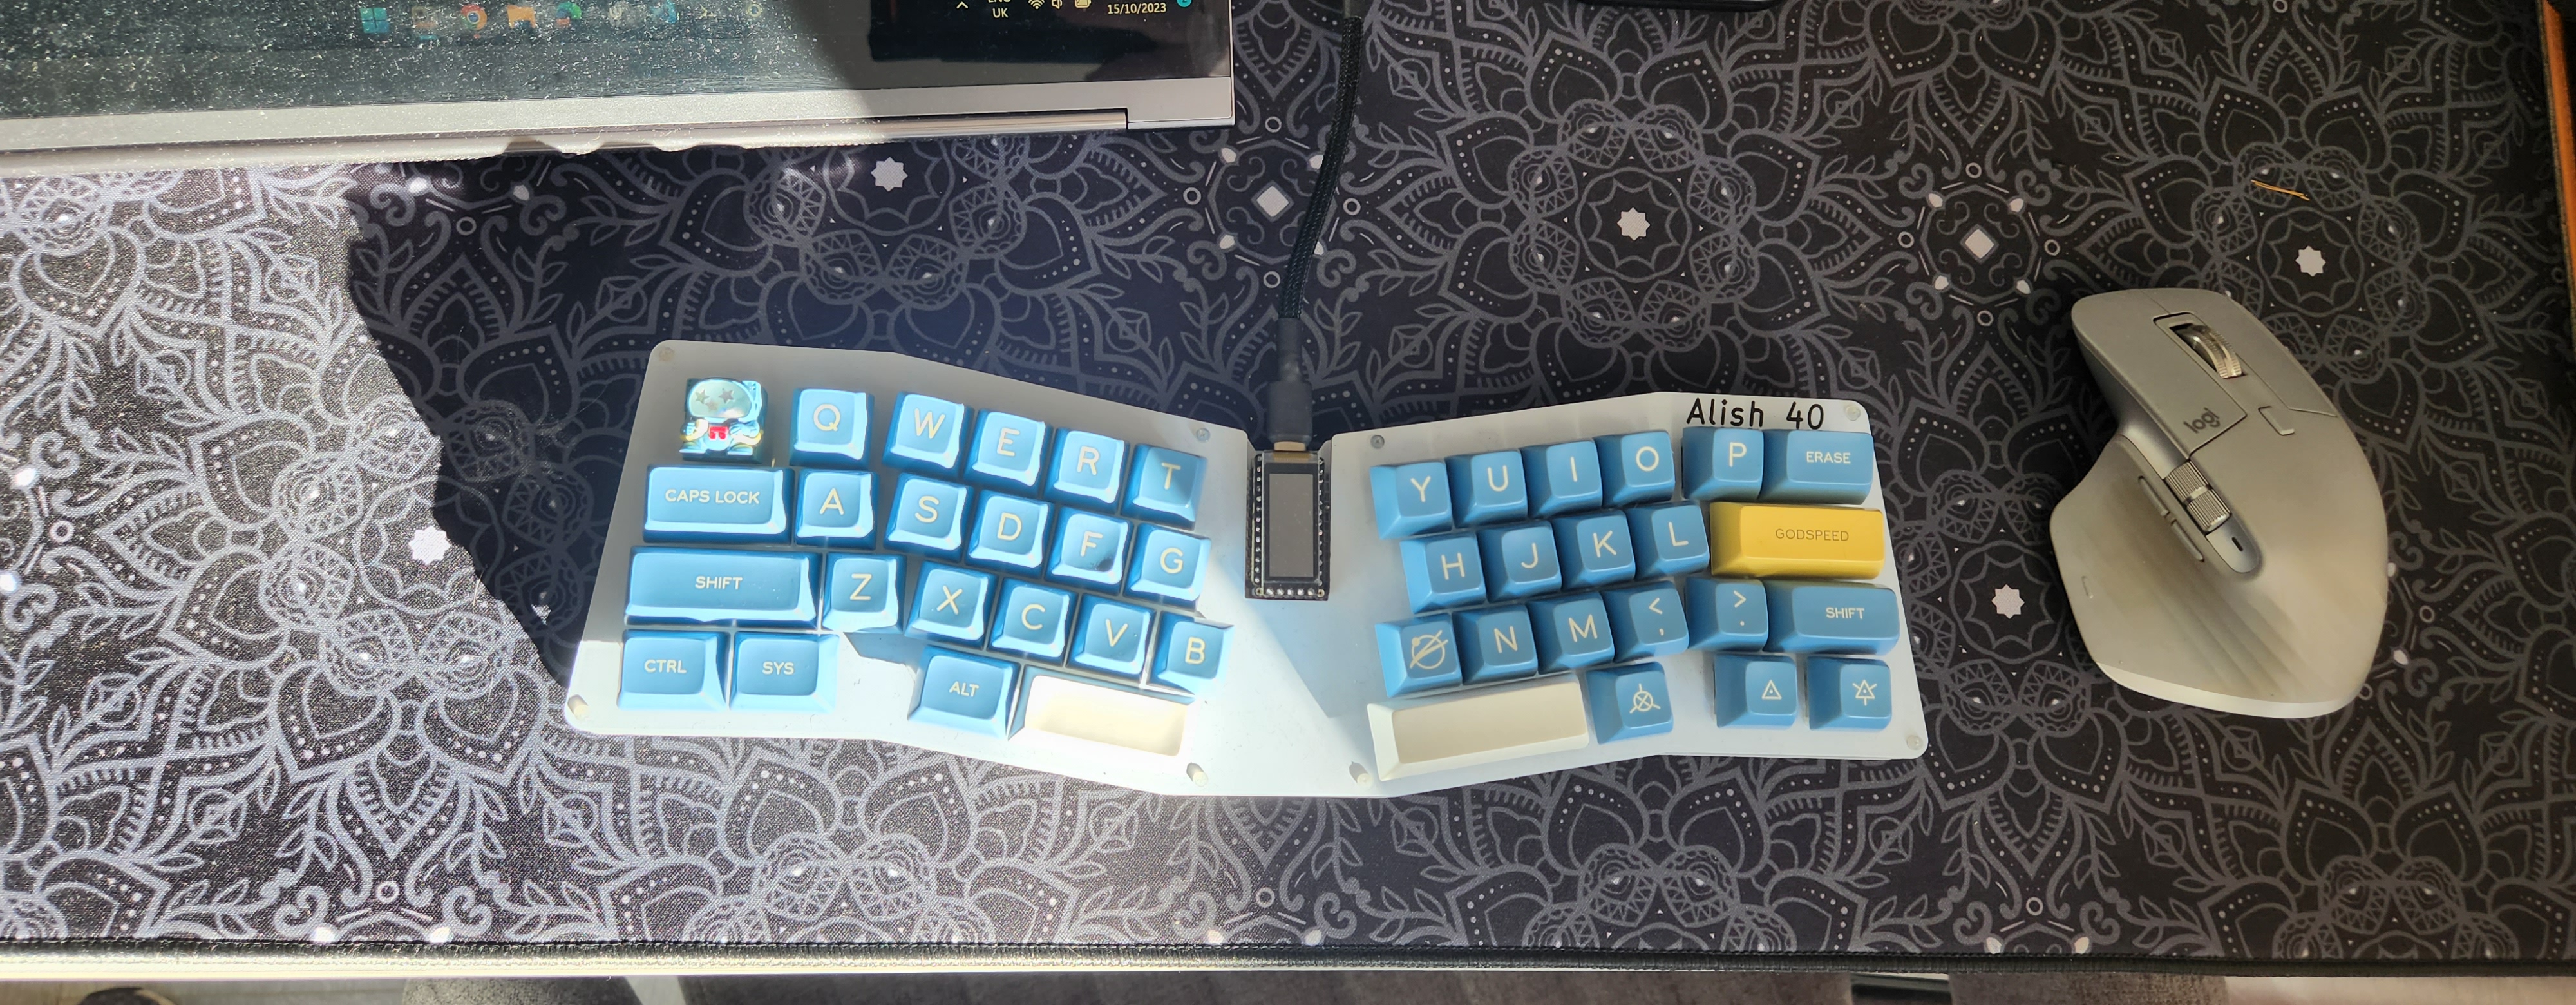 ENG
UK
15/10/2023
Alish 40
Q W E R T Y U I O P ERASE
CAPS LOCK A S D F G H J K L GODSPEED
SHIFT Z X C V B N M < , > . SHIFT
CTRL SYS ALT
logi